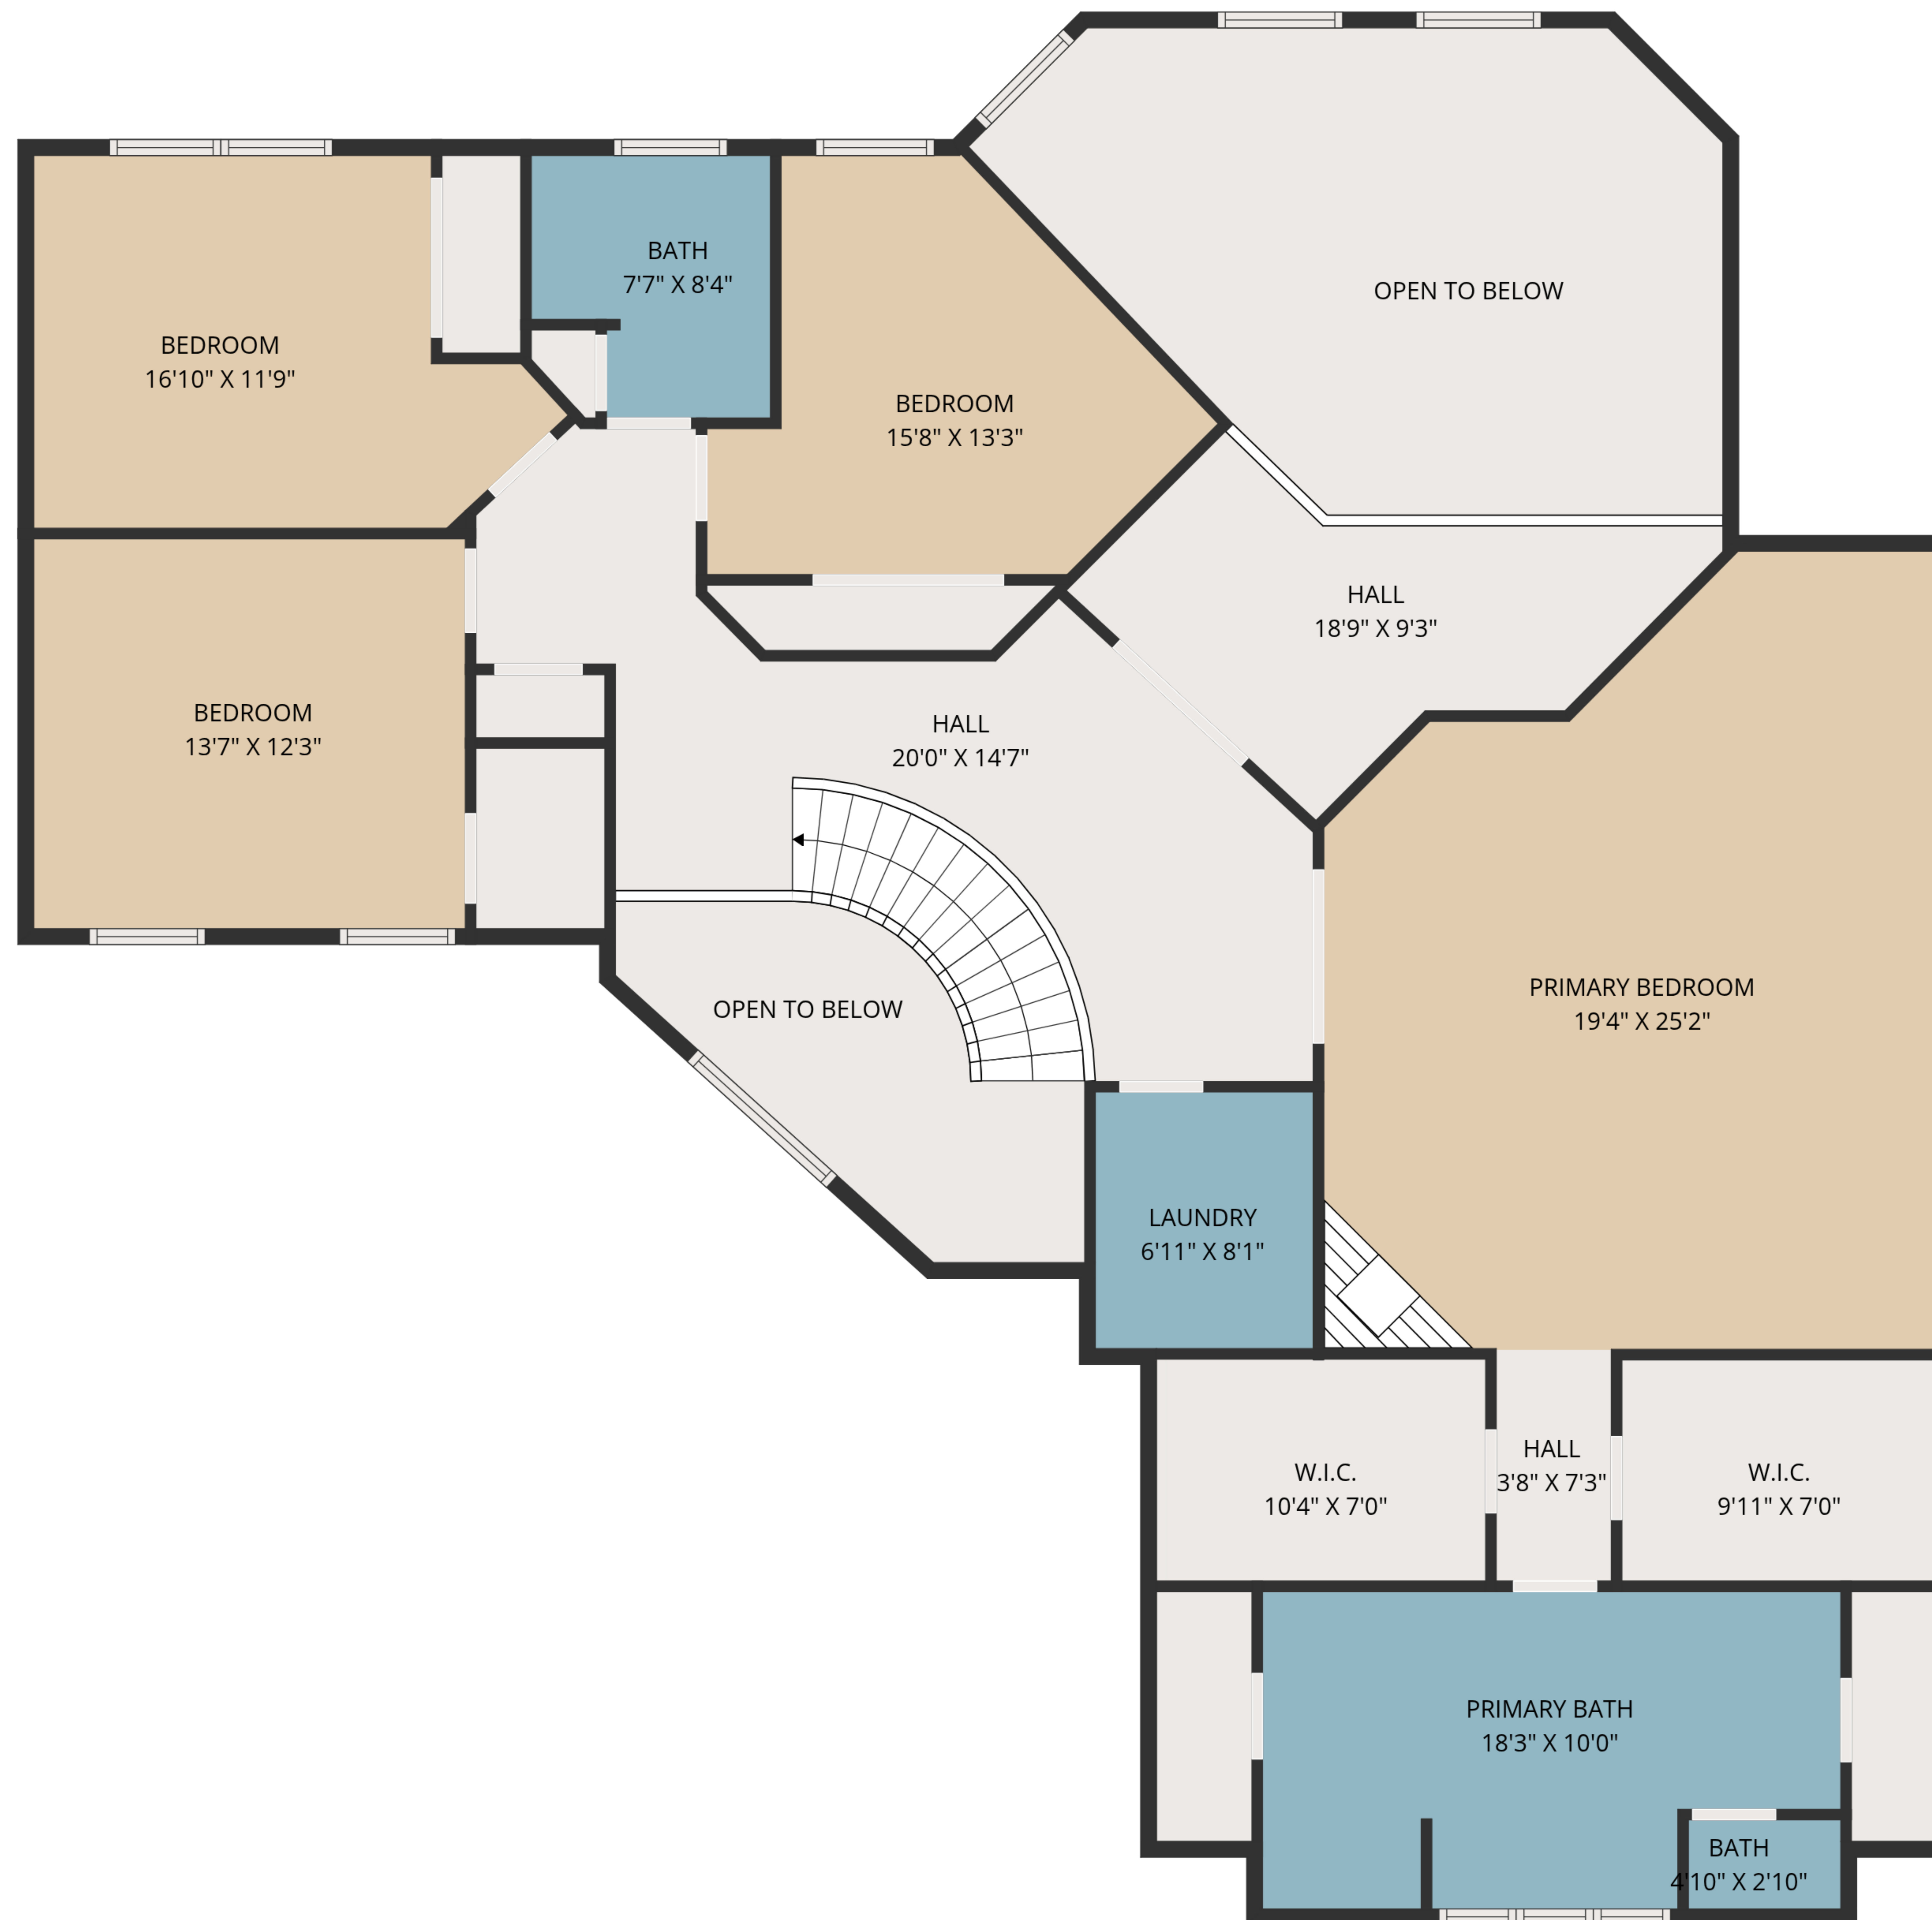 BATH
7'7" X 8'4"
OPEN TO BELOW
BEDROOM
16'10" X 11'9"
BEDROOM
15'8" X 13'3"
HALL
18'9" X 9'3"
BEDROOM
13'7" X 12'3"
HALL
20'0" X 14'7"
OPEN TO BELOW
PRIMARY BEDROOM
19'4" X 25'2"
LAUNDRY
6'11" X 8'1"
W.I.C.
10'4" X 7'0"
HALL
3'8" X 7'3"
W.I.C.
9'11" X 7'0"
PRIMARY BATH
18'3" X 10'0"
BATH
4'10" X 2'10"